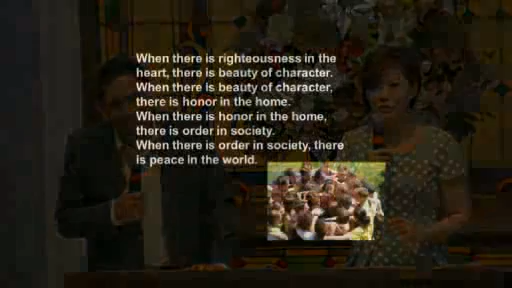 When there is righteousness in the
heart, there is beauty of character.
When there is beauty of character,
there is honor in the home.
When there is honor in the home,
there is order in society.
When there is order in society, there
is peace in the world.